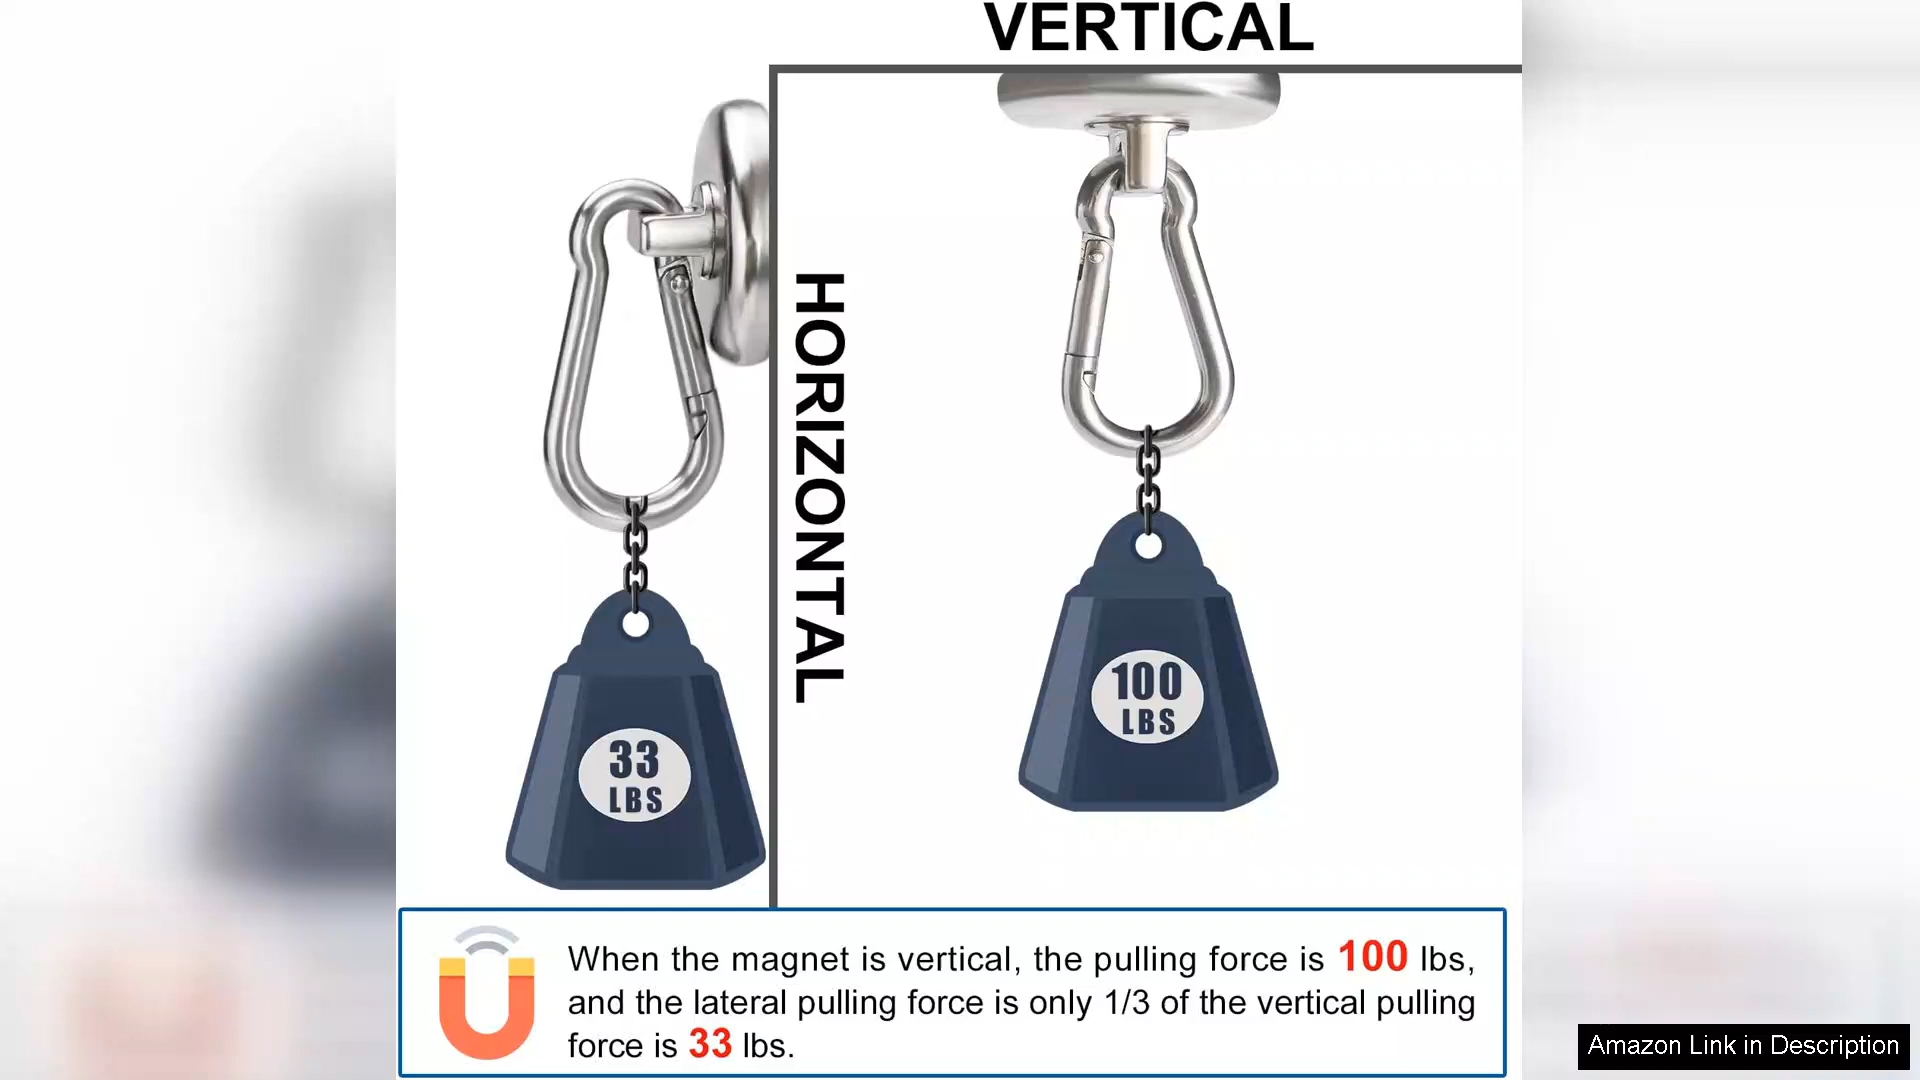 VERTICAL
HORIZONTAL
100
LBS
33
LBS
When the magnet is vertical, the pulling force is 100 lbs,
and the lateral pulling force is only 1/3 of the vertical pulling
force is 33 lbs.
Amazon Link in Description